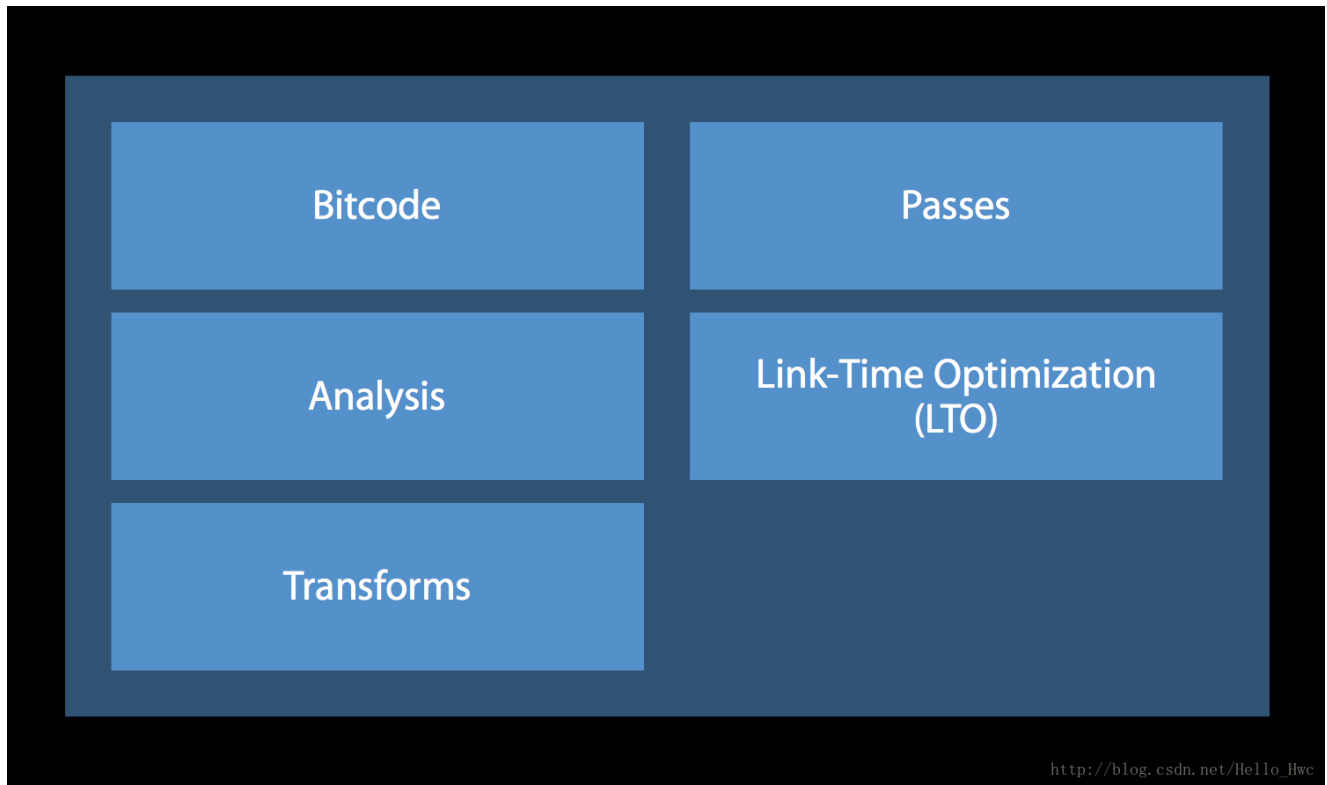 Bitcode
Passes
Analysis
Link-Time Optimization
(LTO)
Transforms
http://blog.csdn.net/Hello_Hwc